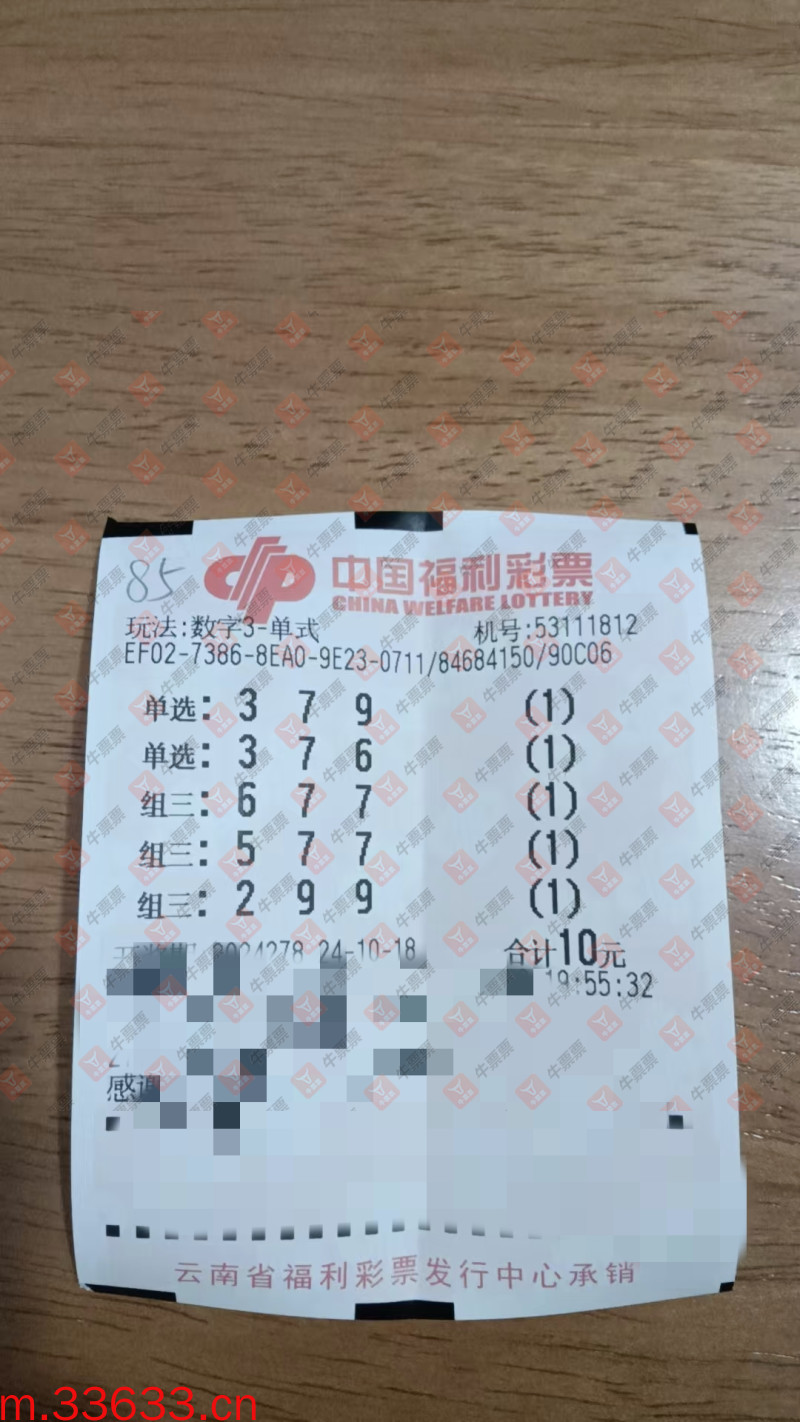 85
中国福利彩票
CHINA WELFARE LOTTERY
玩法:数字3-单式 机号:53111812
EF02-7386-8EA0-9E23-0711/84684150/90C06
单选: 3 7 9 (1)
单选: 3 7 6 (1)
组三: 6 7 7 (1)
组三: 5 7 7 (1)
组三: 2 9 9 (1)
24-10-18 合计10元
19:55:32
感
云南省福利彩票发行中心承销
牛票票
m.33633.cn